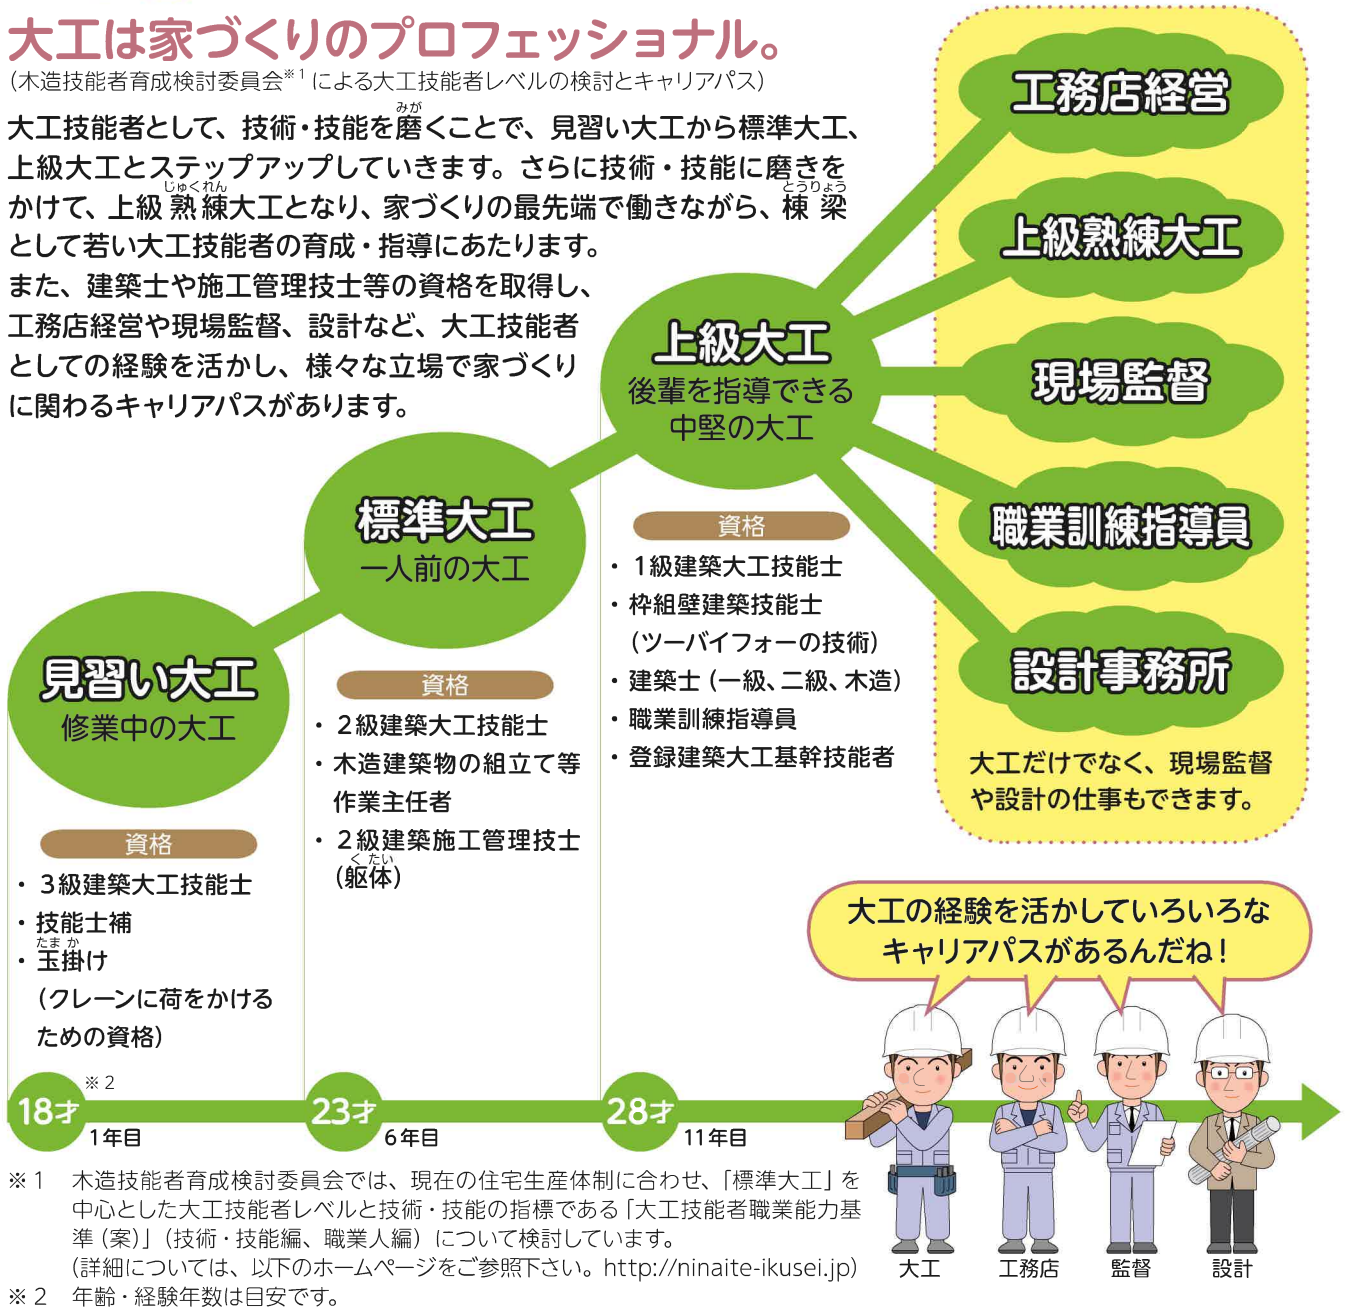 大工は家づくりのプロフェッショナル。
（木造技能者育成検討委員会※1による大工技能者レベルの検討とキャリアパス）
みが
大工技能者として、技術・技能を磨くことで、見習い大工から標準大工、
上級大工とステップアップしていきます。さらに技術・技能に磨きを
じゅくれん とうりょう
かけて、上級熟練大工となり、家づくりの最先端で働きながら、棟梁
として若い大工技能者の育成・指導にあたります。
また、建築士や施工管理技士等の資格を取得し、
工務店経営や現場監督、設計など、大工技能者
としての経験を活かし、様々な立場で家づくり
に関わるキャリアパスがあります。
見習い大工
修業中の大工
資格
・３級建築大工技能士
・技能士補
たまか
・玉掛け
（クレーンに荷をかける
ための資格）
標準大工
一人前の大工
資格
・２級建築大工技能士
・木造建築物の組立て等
作業主任者
・２級建築施工管理技士
くたい
（躯体）
上級大工
後輩を指導できる
中堅の大工
資格
・1級建築大工技能士
・枠組壁建築技能士
（ツーバイフォーの技術）
・建築士（一級、二級、木造）
・職業訓練指導員
・登録建築大工基幹技能者
工務店経営
上級熟練大工
現場監督
職業訓練指導員
設計事務所
大工だけでなく、現場監督
や設計の仕事もできます。
大工の経験を活かしていろいろな
キャリアパスがあるんだね！
18才
※2
1年目
23才
6年目
28才
11年目
大工
工務店
監督
設計
※1 木造技能者育成検討委員会では、現在の住宅生産体制に合わせ、「標準大工」を
中心とした大工技能者レベルと技術・技能の指標である「大工技能者職業能力基
準（案）」（技術・技能編、職業人編）について検討しています。
（詳細については、以下のホームページをご参照下さい。http://ninaite-ikusei.jp）
※2 年齢・経験年数は目安です。